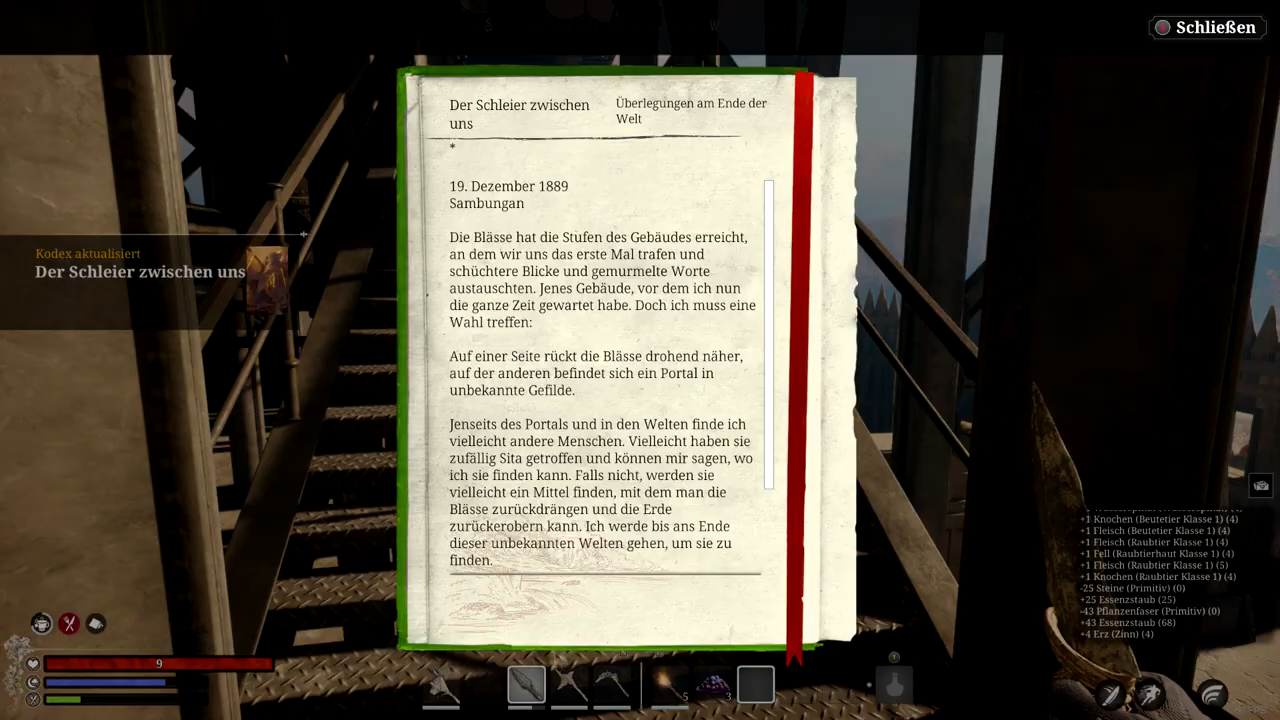 S
W
Schließen
Der Schleier zwischen
uns
Überlegungen am Ende der
Welt
*
19. Dezember 1889
Sambungan
Die Blässe hat die Stufen des Gebäudes erreicht,
an dem wir uns das erste Mal trafen und
schüchtere Blicke und gemurmelte Worte
austauschten. Jenes Gebäude, vor dem ich nun
die ganze Zeit gewartet habe. Doch ich muss eine
Wahl treffen:
Auf einer Seite rückt die Blässe drohend näher,
auf der anderen befindet sich ein Portal in
unbekannte Gefilde.
Jenseits des Portals und in den Welten finde ich
vielleicht andere Menschen. Vielleicht haben sie
zufällig Sita getroffen und können mir sagen, wo
ich sie finden kann. Falls nicht, werden sie
vielleicht ein Mittel finden, mit dem man die
Blässe zurückdrängen und die Erde
zurückerobern kann. Ich werde bis ans Ende
dieser unbekannten Welten gehen, um sie zu
finden.
Kodex aktualisiert
Der Schleier zwischen uns
+1 Knochen (Beutetier Klasse 1) (4)
+1 Fleisch (Beutetier Klasse 1) (4)
+1 Fleisch (Raubtier Klasse 1) (4)
+1 Fell (Raubtierhaut Klasse 1) (4)
+1 Fleisch (Raubtier Klasse 1) (5)
+1 Knochen (Raubtier Klasse 1) (4)
-25 Steine (Primitiv) (0)
+25 Essenzstaub (25)
-43 Pflanzenfaser (Primitiv) (0)
+43 Essenzstaub (68)
+4 Erz (Zinn) (4)
9
5
3